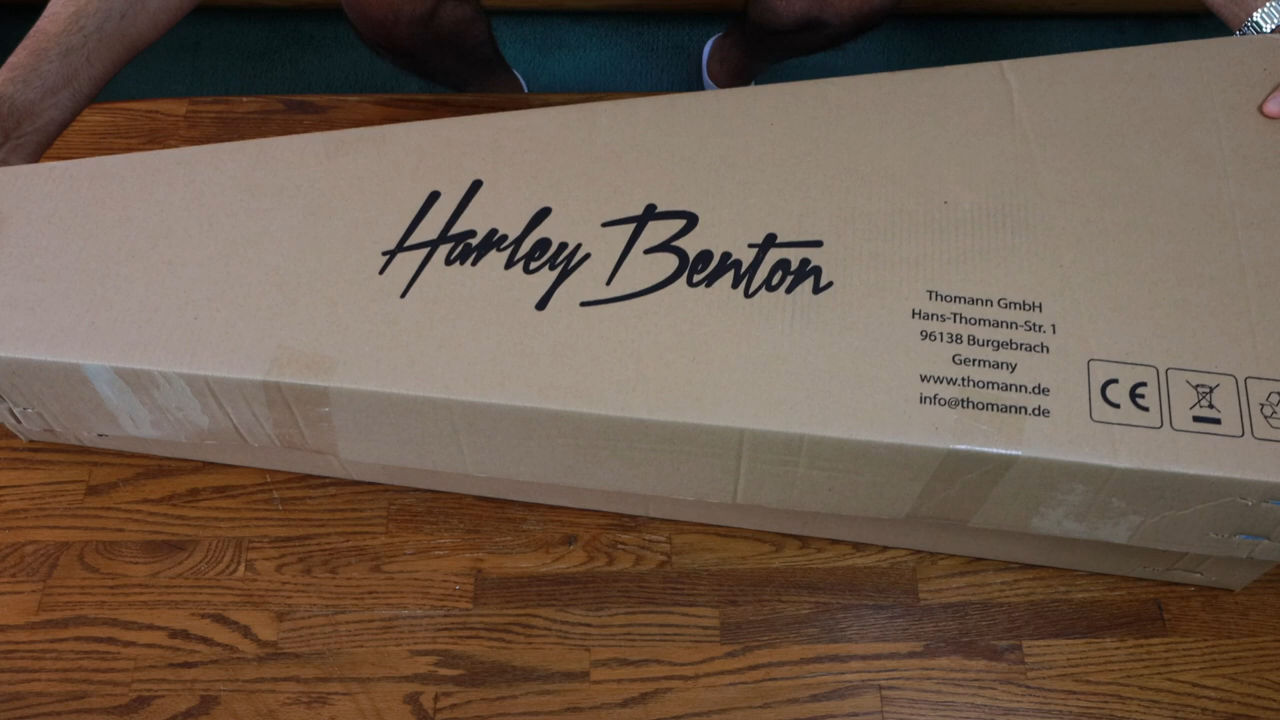 Harley Benton
Thomann GmbH
Hans-Thomann-Str. 1
96138 Burgebrach
Germany
www.thomann.de
info@thomann.de
CE